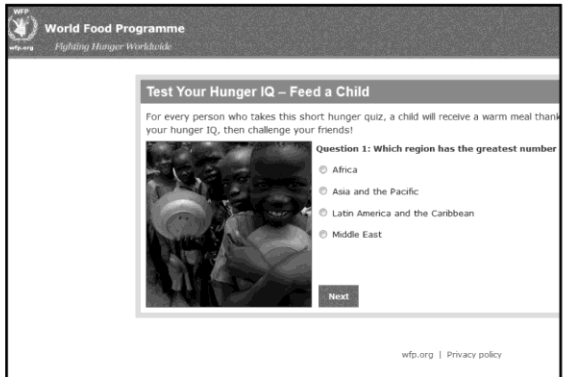 WFP
wfp.org
World Food Programme
Fighting Hunger Worldwide
Test Your Hunger IQ – Feed a Child
For every person who takes this short hunger quiz, a child will receive a warm meal thank
your hunger IQ, then challenge your friends!
Question 1: Which region has the greatest number
Africa
Asia and the Pacific
Latin America and the Caribbean
Middle East
Next
wfp.org | Privacy policy